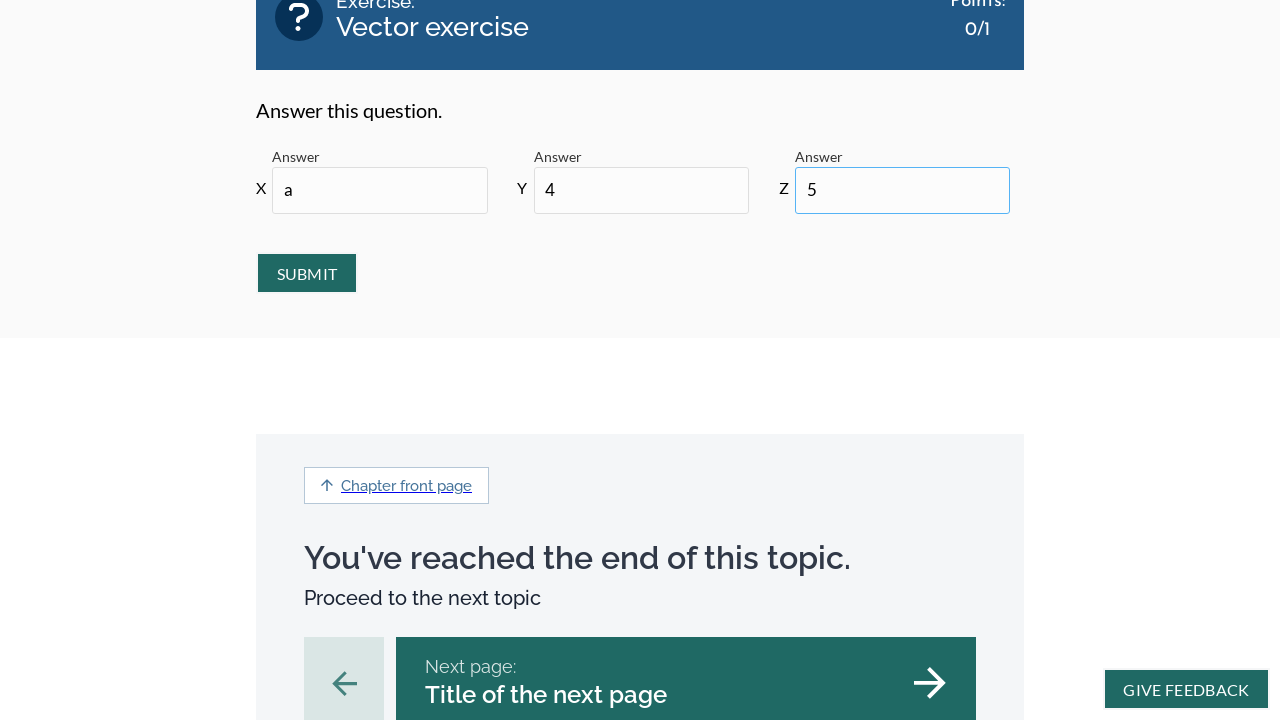 Exercise:
Vector exercise
Points:
0/1
Answer this question.
Answer
X a
Answer
Y 4
Answer
Z 5
SUBMIT
Chapter front page
You've reached the end of this topic.
Proceed to the next topic
Next page:
Title of the next page
GIVE FEEDBACK